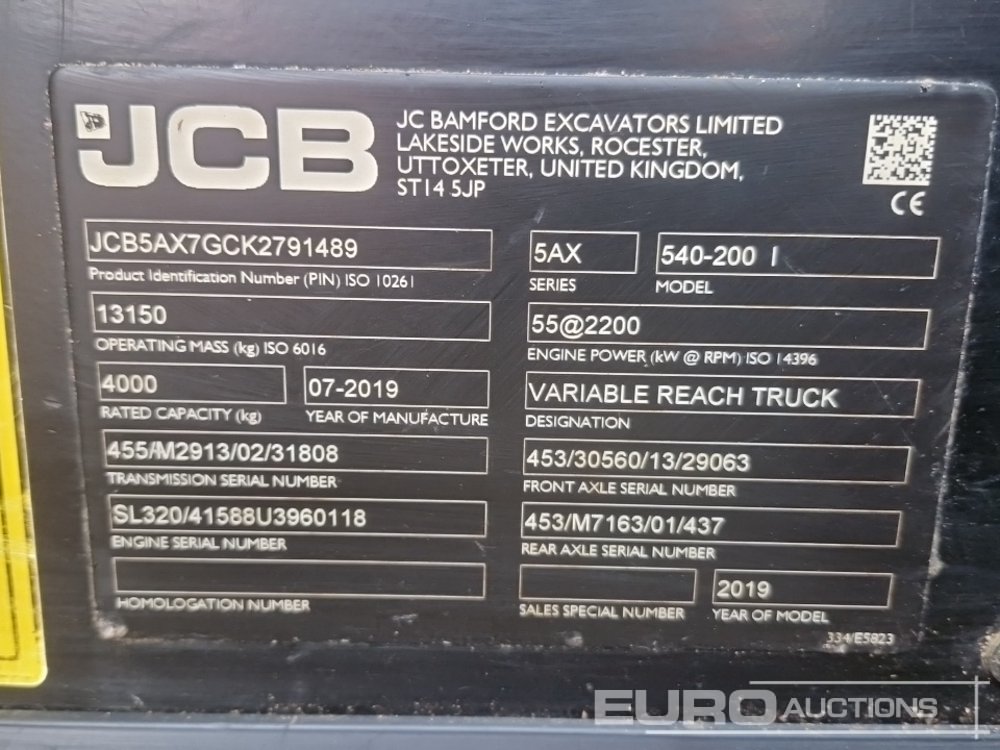 JCB
JC BAMFORD EXCAVATORS LIMITED
LAKESIDE WORKS, ROCESTER,
UTTOXETER, UNITED KINGDOM,
ST14 5JP
CE
JCB5AX7GCK2791489
Product Identification Number (PIN) ISO 10261
5AX
SERIES
540-200 I
MODEL
13150
OPERATING MASS (kg) ISO 6016
55@2200
ENGINE POWER (kW @ RPM) ISO 14396
4000
RATED CAPACITY (kg)
07-2019
YEAR OF MANUFACTURE
VARIABLE REACH TRUCK
DESIGNATION
455/M2913/02/31808
TRANSMISSION SERIAL NUMBER
453/30560/13/29063
FRONT AXLE SERIAL NUMBER
SL320/41588U3960118
ENGINE SERIAL NUMBER
453/M7163/01/437
REAR AXLE SERIAL NUMBER
HOMOLOGATION NUMBER
SALES SPECIAL NUMBER
2019
YEAR OF MODEL
334/E5823
EURO AUCTIONS